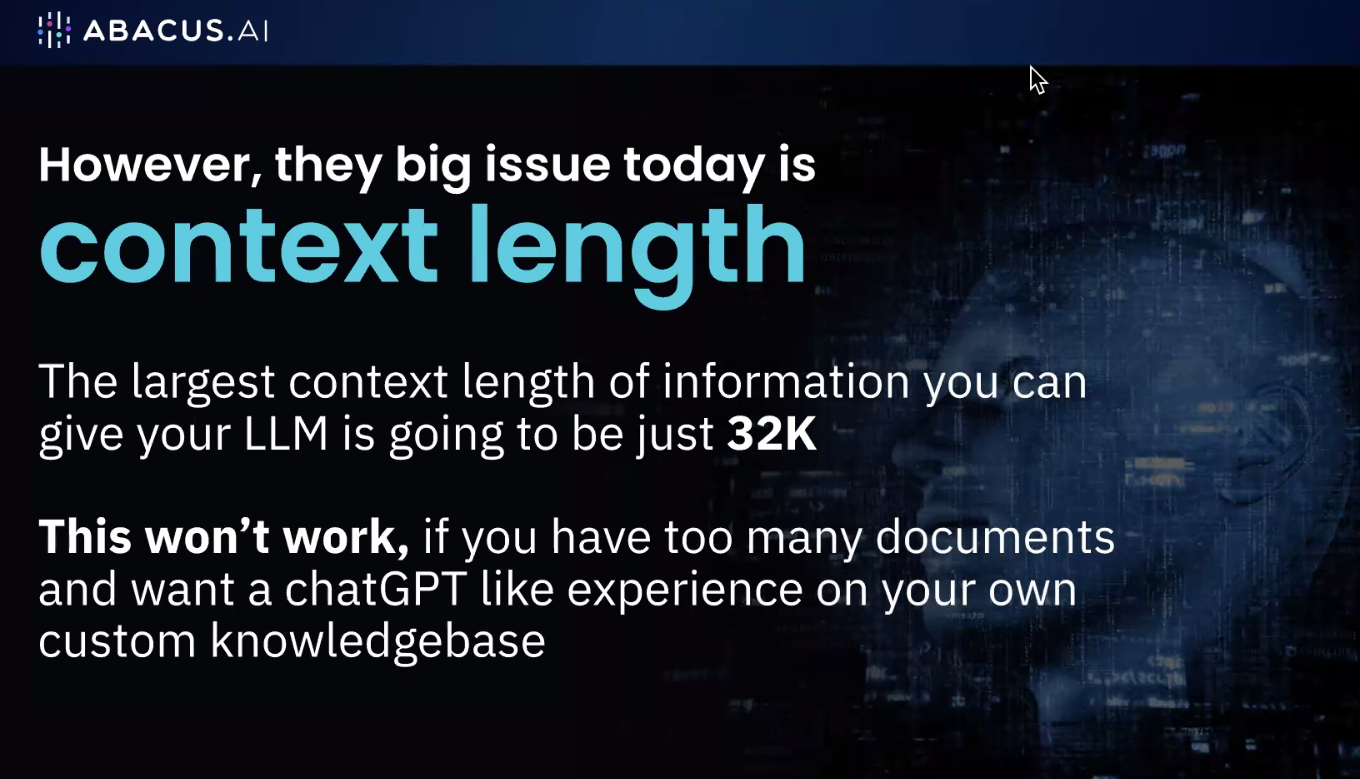 ABACUS.AI
However, they big issue today is
context length
The largest context length of information you can
give your LLM is going to be just 32K
This won’t work, if you have too many documents
and want a chatGPT like experience on your own
custom knowledgebase